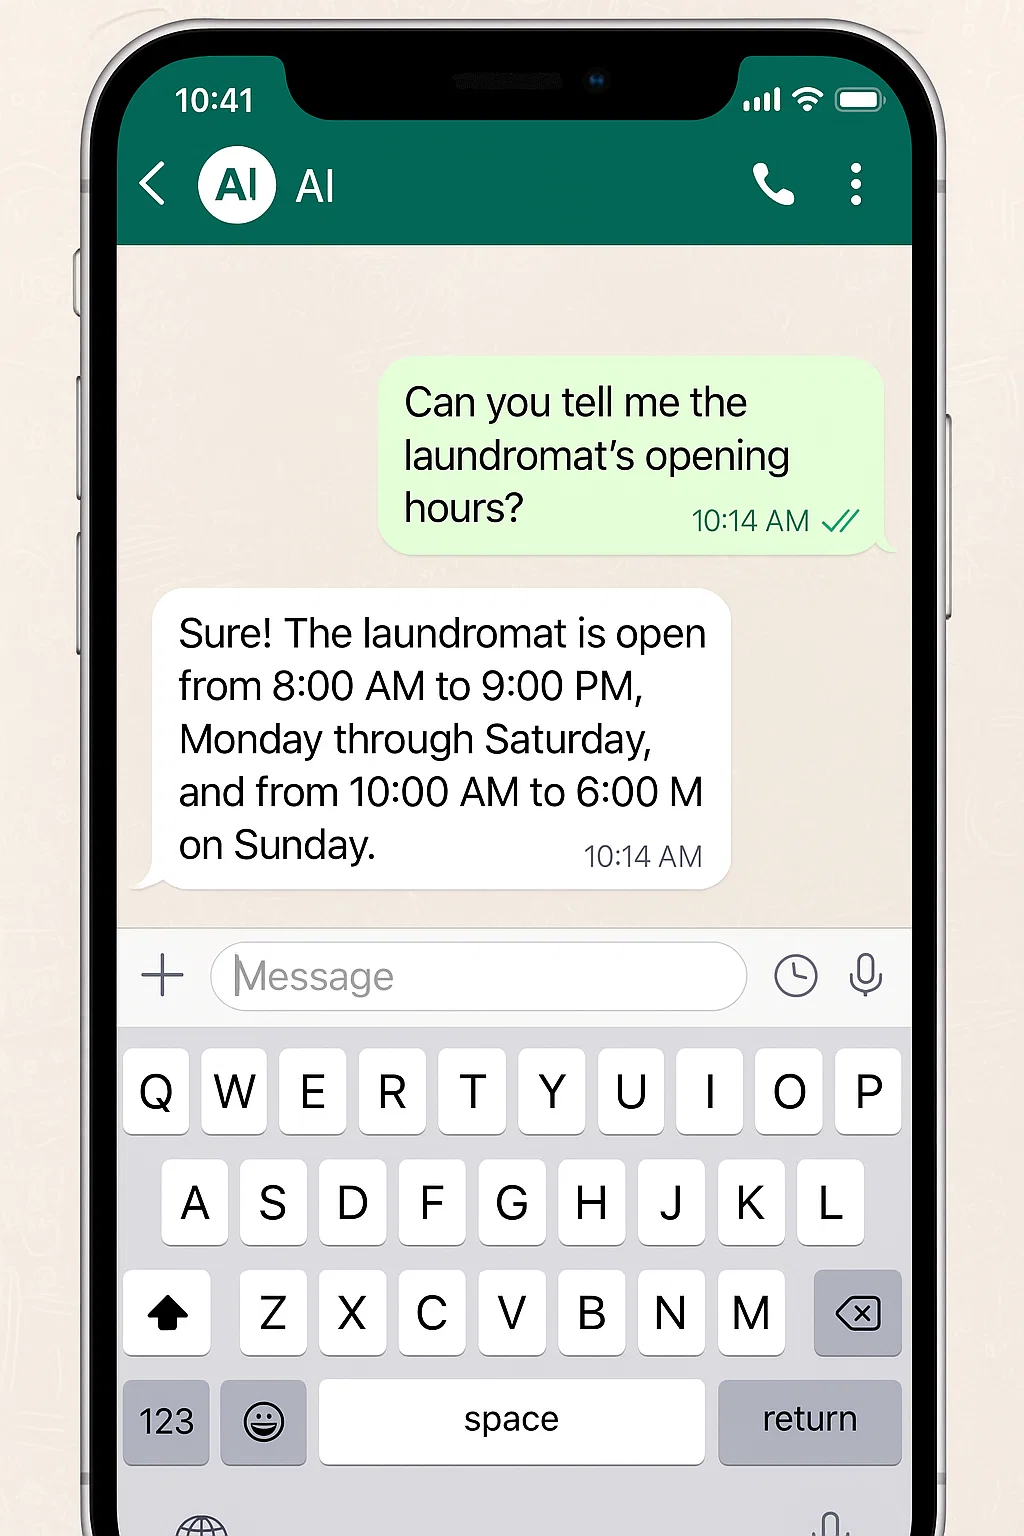 10:41
AI AI
Can you tell me the
laundromat's opening
hours?
10:14 AM
Sure! The laundromat is open
from 8:00 AM to 9:00 PM,
Monday through Saturday,
and from 10:00 AM to 6:00 M
on Sunday.
10:14 AM
Message
Q W E R T Y U I O P
A S D F G H J K L
Z X C V B N M
123 space return